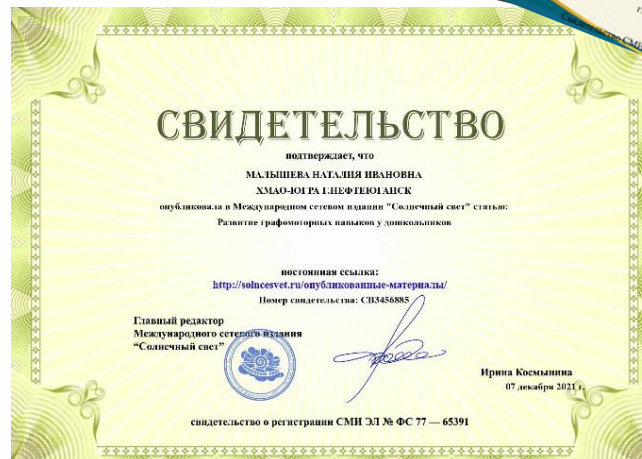 Свидетельство СМИ
СВИДЕТЕЛЬСТВО
подтверждает, что
МАЛЫШЕВА НАТАЛИЯ ИВАНОВНА
ХМАО-ЮГРА Г.НЕФТЕЮГАНСК
опубликовала в Международном сетевом издании "Солнечный свет" статью:
Развитие графомоторных навыков у дошкольников
постоянная ссылка:
http://solncesvet.ru/опубликованные-материалы/
Номер свидетельства: СВ3456885
Главный редактор
Международного сетевого издания
“Солнечный свет”
Ирина Космынина
07 декабря 2021 г.
свидетельство о регистрации СМИ ЭЛ № ФС 77 — 65391